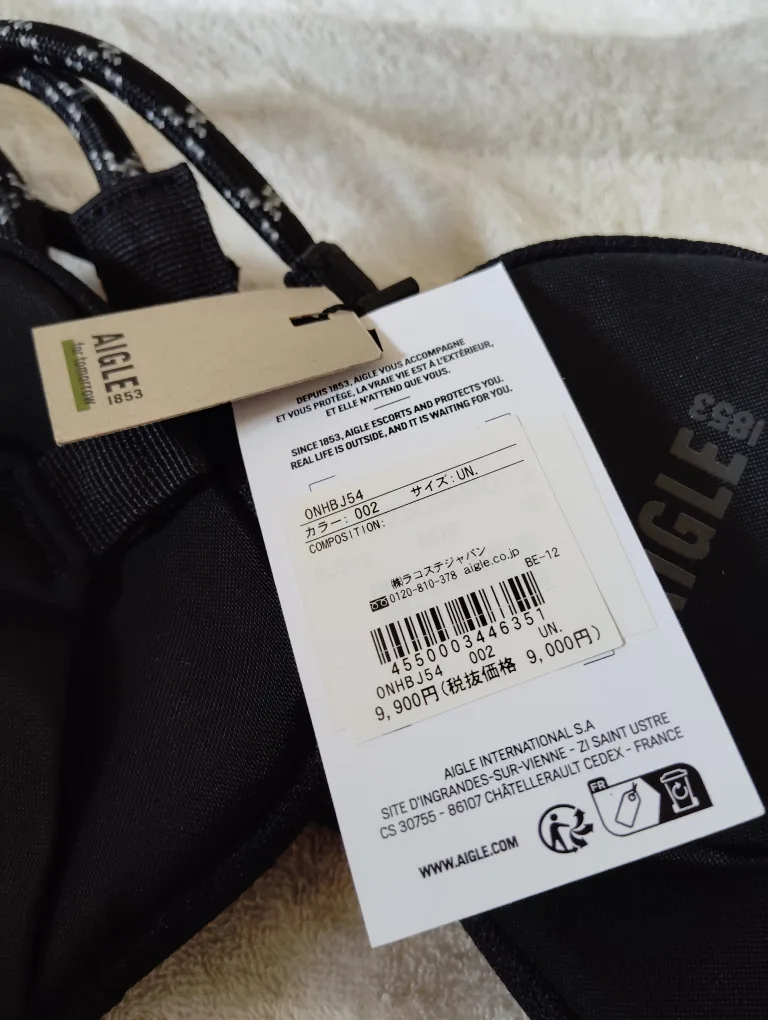 AIGLE
1853
for tomorrow
DEPUIS 1853, AIGLE VOUS ACCOMPAGNE
ET VOUS PROTÈGE, LA VRAIE VIE EST À L'EXTÉRIEUR,
ET ELLE N'ATTEND QUE VOUS.
SINCE 1853, AIGLE ESCORTS AND PROTECTS YOU.
REAL LIFE IS OUTSIDE, AND IT IS WAITING FOR YOU.
ONHBJ54
カラー: 002 サイズ: UN.
COMPOSITION:
㈱ラコステジャパン
0120-810-378 aigle.co.jp BE-12
4550003446351
ONHBJ54 002 UN.
9,900円(税抜価格 9,000円)
AIGLE INTERNATIONAL S.A
SITE D'INGRANDES-SUR-VIENNE - ZI SAINT USTRE
CS 30755 - 86107 CHÂTELLERAULT CEDEX - FRANCE
FR
WWW.AIGLE.COM
AIGLE
1853